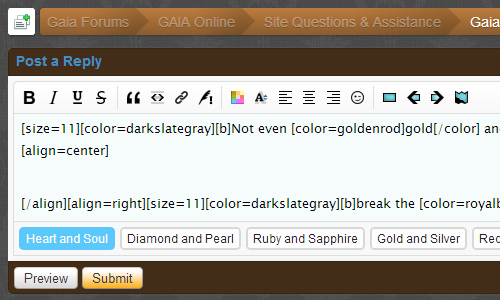 Gaia Forums GAIA Online Site Questions & Assistance Gaia
Post a Reply
B I U S
[size=11][color=darkslategray][b]Not even [color=goldenrod]gold[/color] an
[align=center]
[/align][align=right][size=11][color=darkslategray][b]break the [color=royalb
Heart and Soul Diamond and Pearl Ruby and Sapphire Gold and Silver Red
Preview Submit